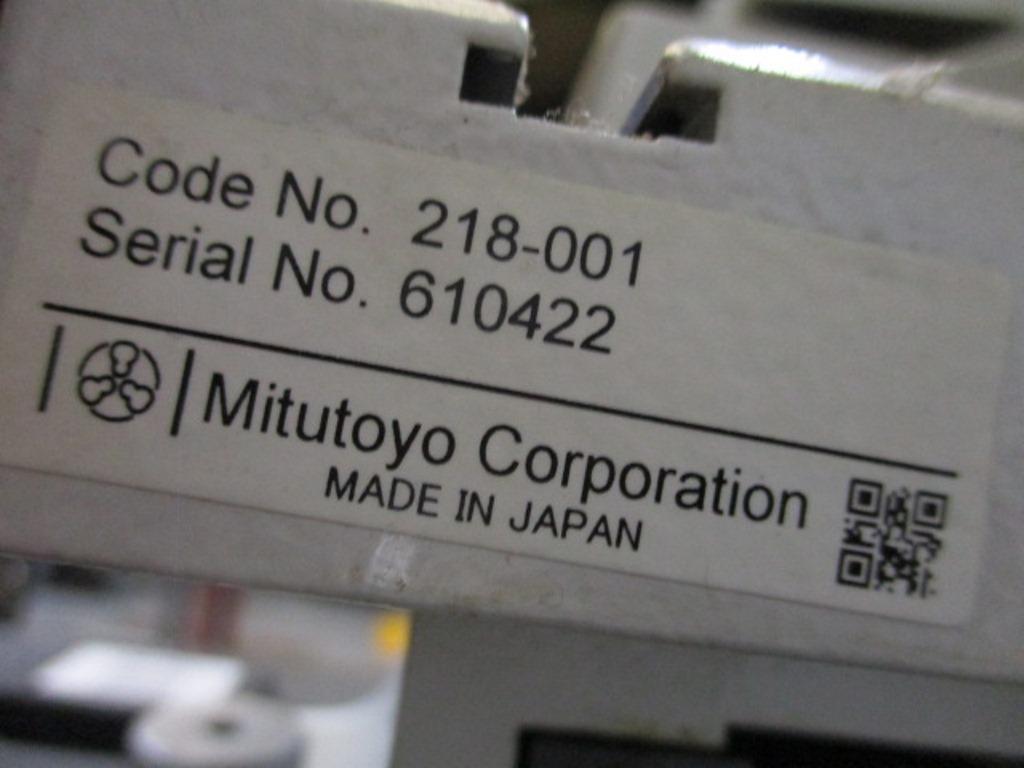 Code No. 218-001
Serial No. 610422
Mitutoyo Corporation
MADE IN JAPAN